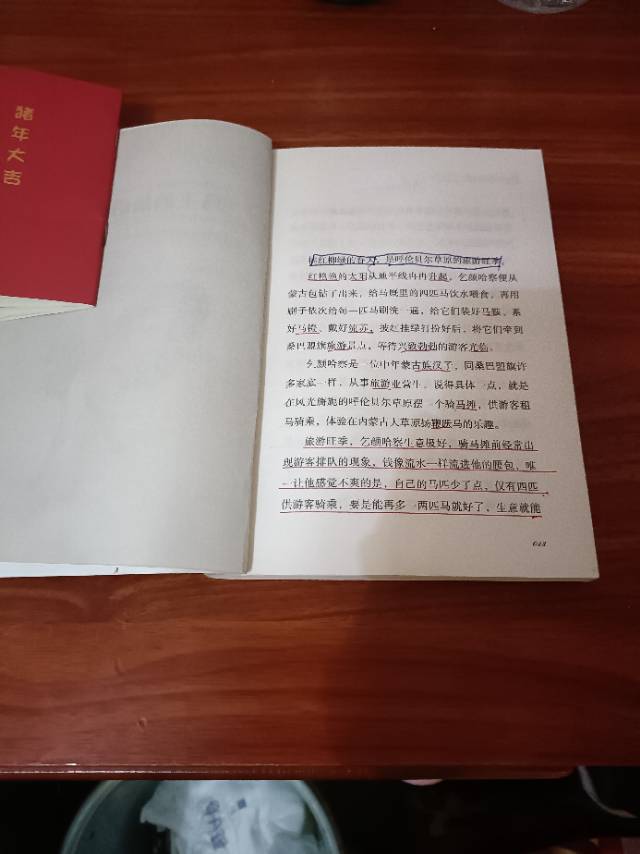 猪年大吉
红柳绿的春天，是呼伦贝尔草原的旅游旺季。
红艳艳的太阳从地平线冉冉升起，乞颜哈察便从
蒙古包钻了出来，给马厩里的四匹马饮水喂食，再用
刷子依次给每一匹马刷洗一遍，给它们装好马鞍、系
好马镫、戴好流苏，披红挂绿打扮好后，将它们牵到
桑巴盟旗旅游景点，等待兴致勃勃的游客光临。
乞颜哈察是一位中年蒙古族汉子，同桑巴盟旗许
多家庭一样，从事旅游业营生，说得具体一点，就是
在风光旖旎的呼伦贝尔草原摆一个骑马摊，供游客租
马骑乘，体验在内蒙古人草原扬鞭跃马的乐趣。
旅游旺季，乞颜哈察生意极好，骑马摊前经常出
现游客排队的现象，钱像流水一样流进他的腰包，唯
一让他感觉不爽的是，自己的马匹少了点，仅有四匹
供游客骑乘，要是能再多一两匹马就好了，生意就能
043